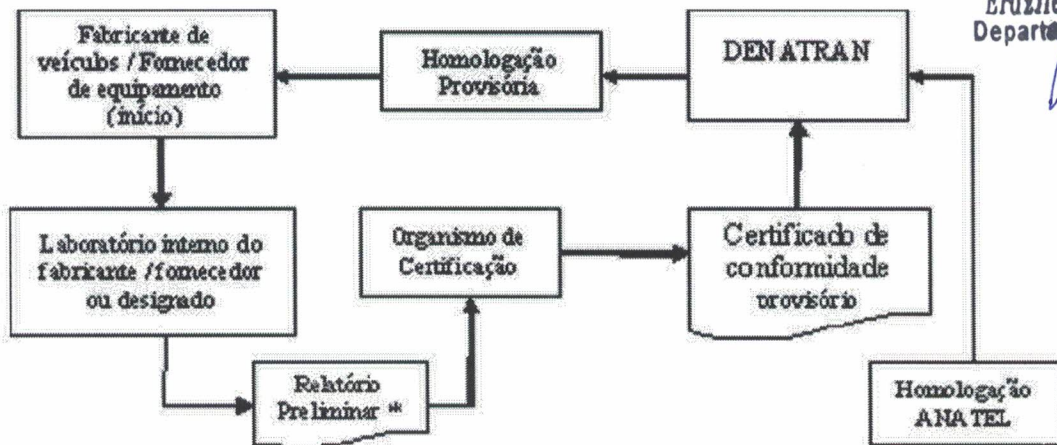 Fabricante de
veículos / Fornecedor
de equipamento
(início)
Homologação
Provisória
DENATRAN
Laboratório interno do
fabricante / fornecedor
ou designado
Organismo de
Certificação
Certificado de
conformidade
provisório
Relatório
Preliminar *
Homologação
ANATEL